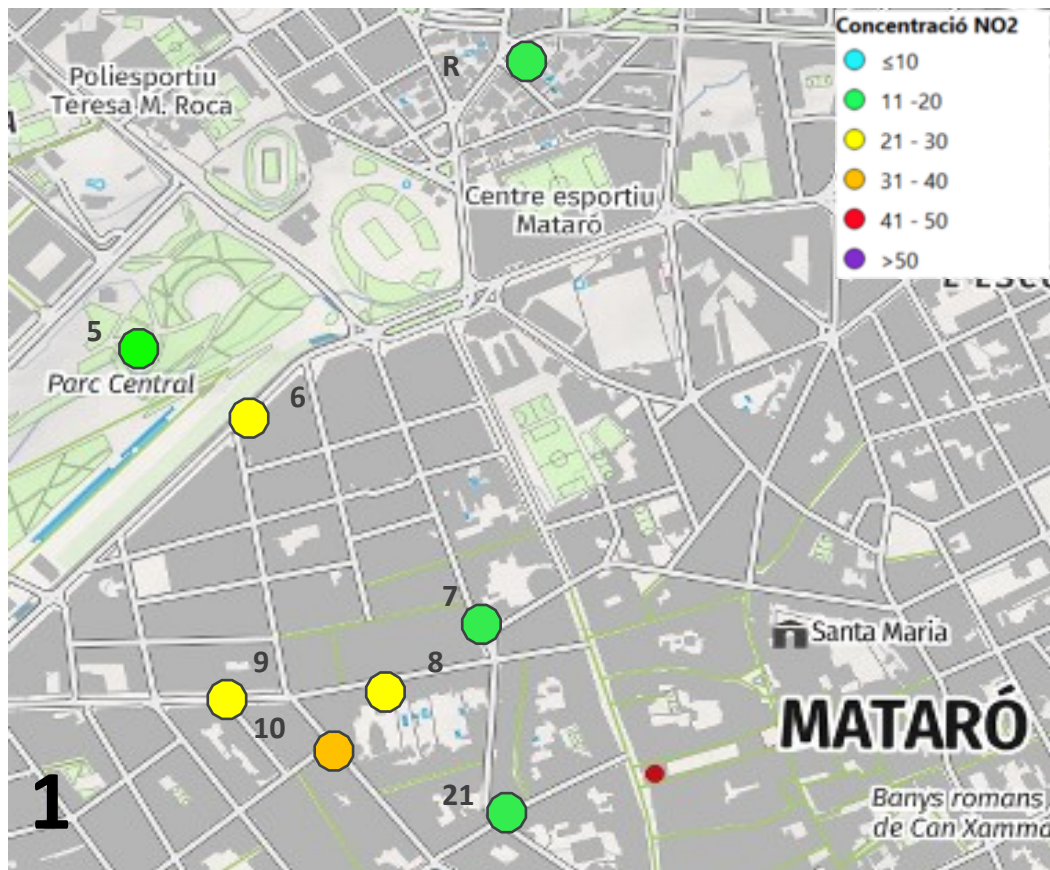 Concentració NO2
≤10
11 -20
21 - 30
31 - 40
41 - 50
>50
R
Poliesportiu
Teresa M. Roca
Centre esportiu
Mataró
5
Parc Central
6
7
Santa Maria
9
8
10
MATARÓ
21
1
Banys romans,
de Can Xamma